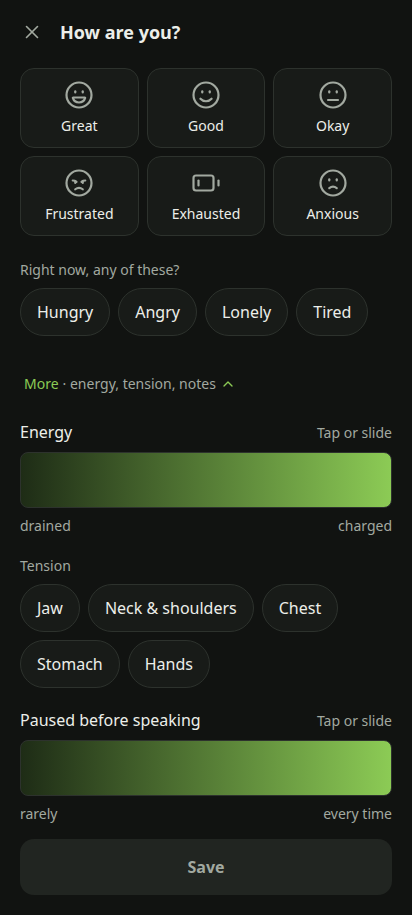 How are you?
Great Good Okay
Frustrated Exhausted Anxious
Right now, any of these?
Hungry Angry Lonely Tired
More · energy, tension, notes
Energy Tap or slide
drained charged
Tension
Jaw Neck & shoulders Chest
Stomach Hands
Paused before speaking Tap or slide
rarely every time
Save